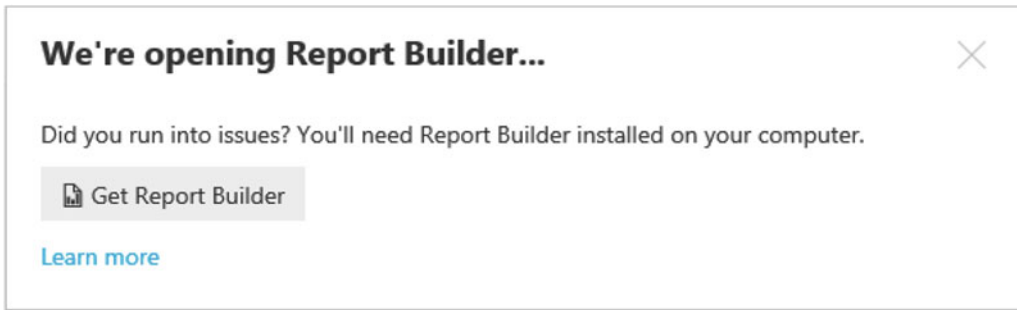 We're opening Report Builder...
Did you run into issues? You'll need Report Builder installed on your computer.
Get Report Builder
Learn more